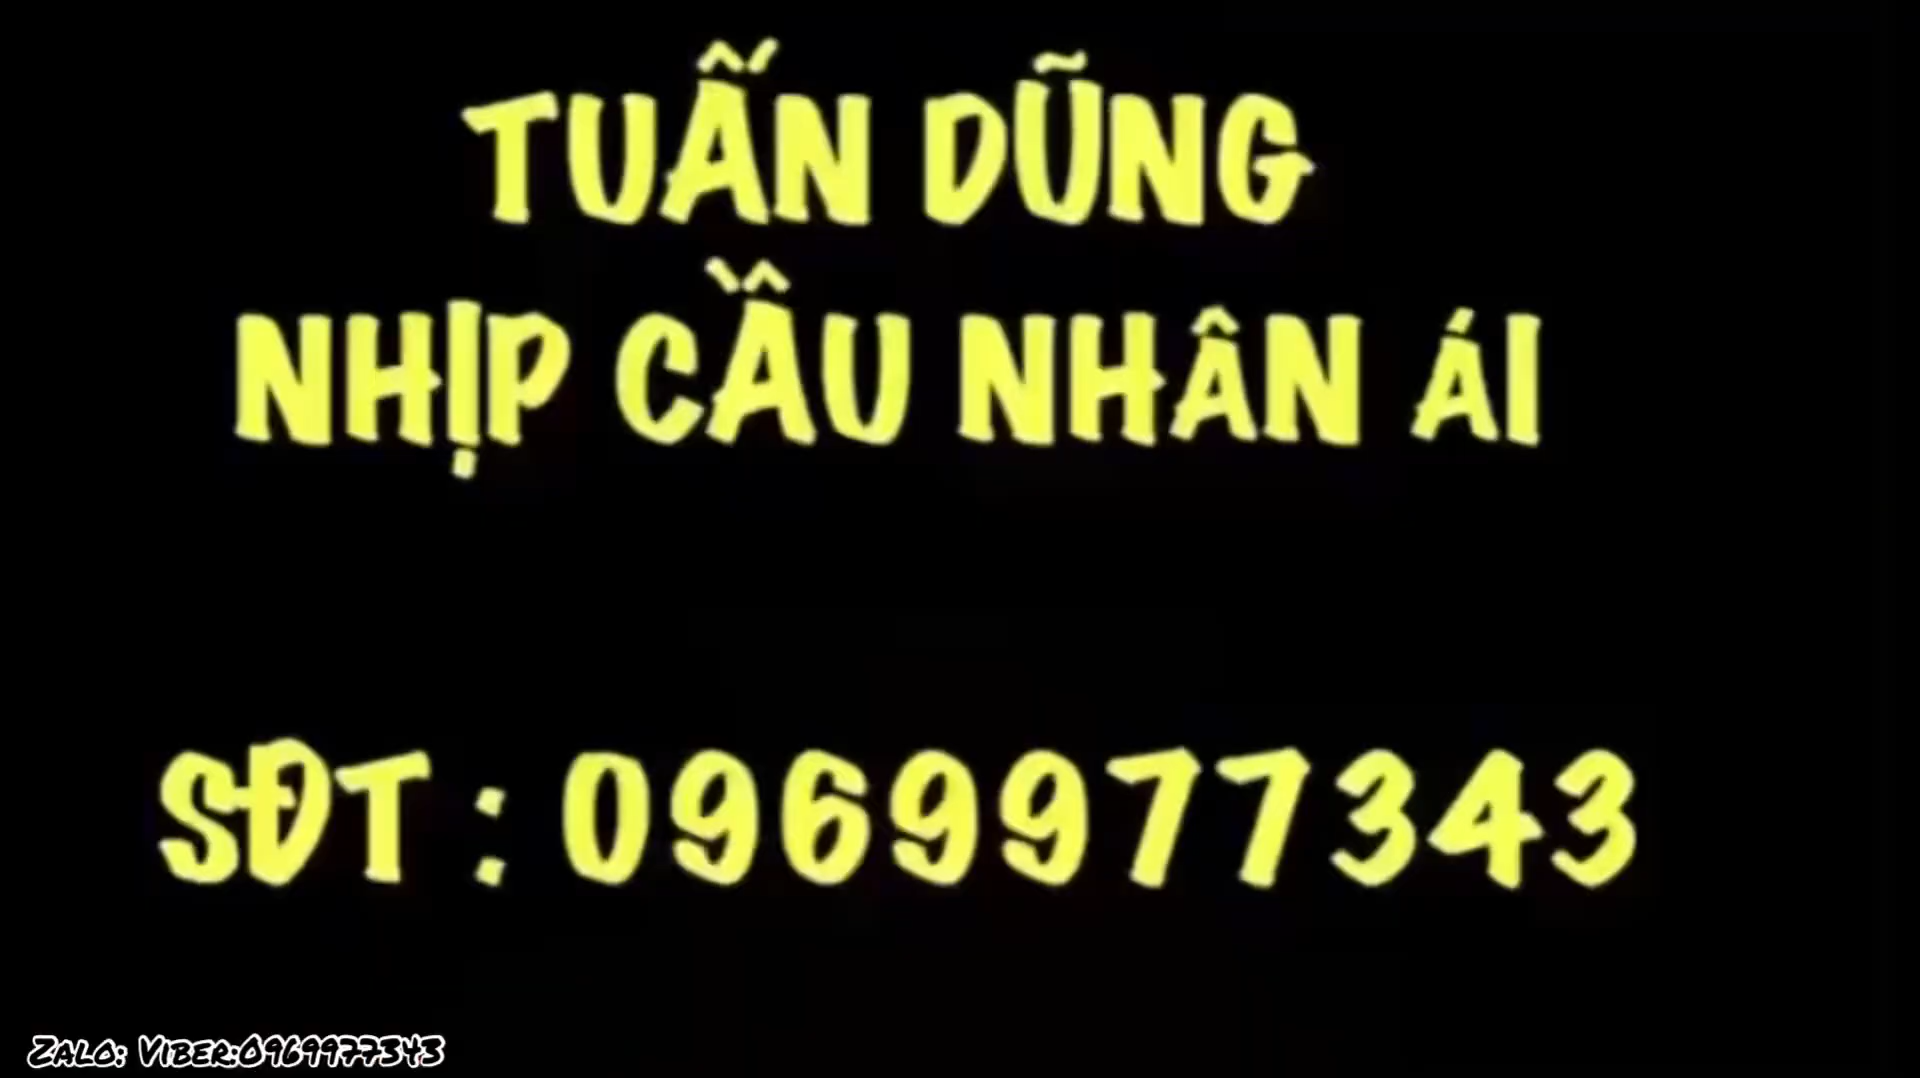 TUẤN DŨNG
NHỊP CẦU NHÂN ÁI
SĐT : 0969977343
ZALO: VIBER:0969977343